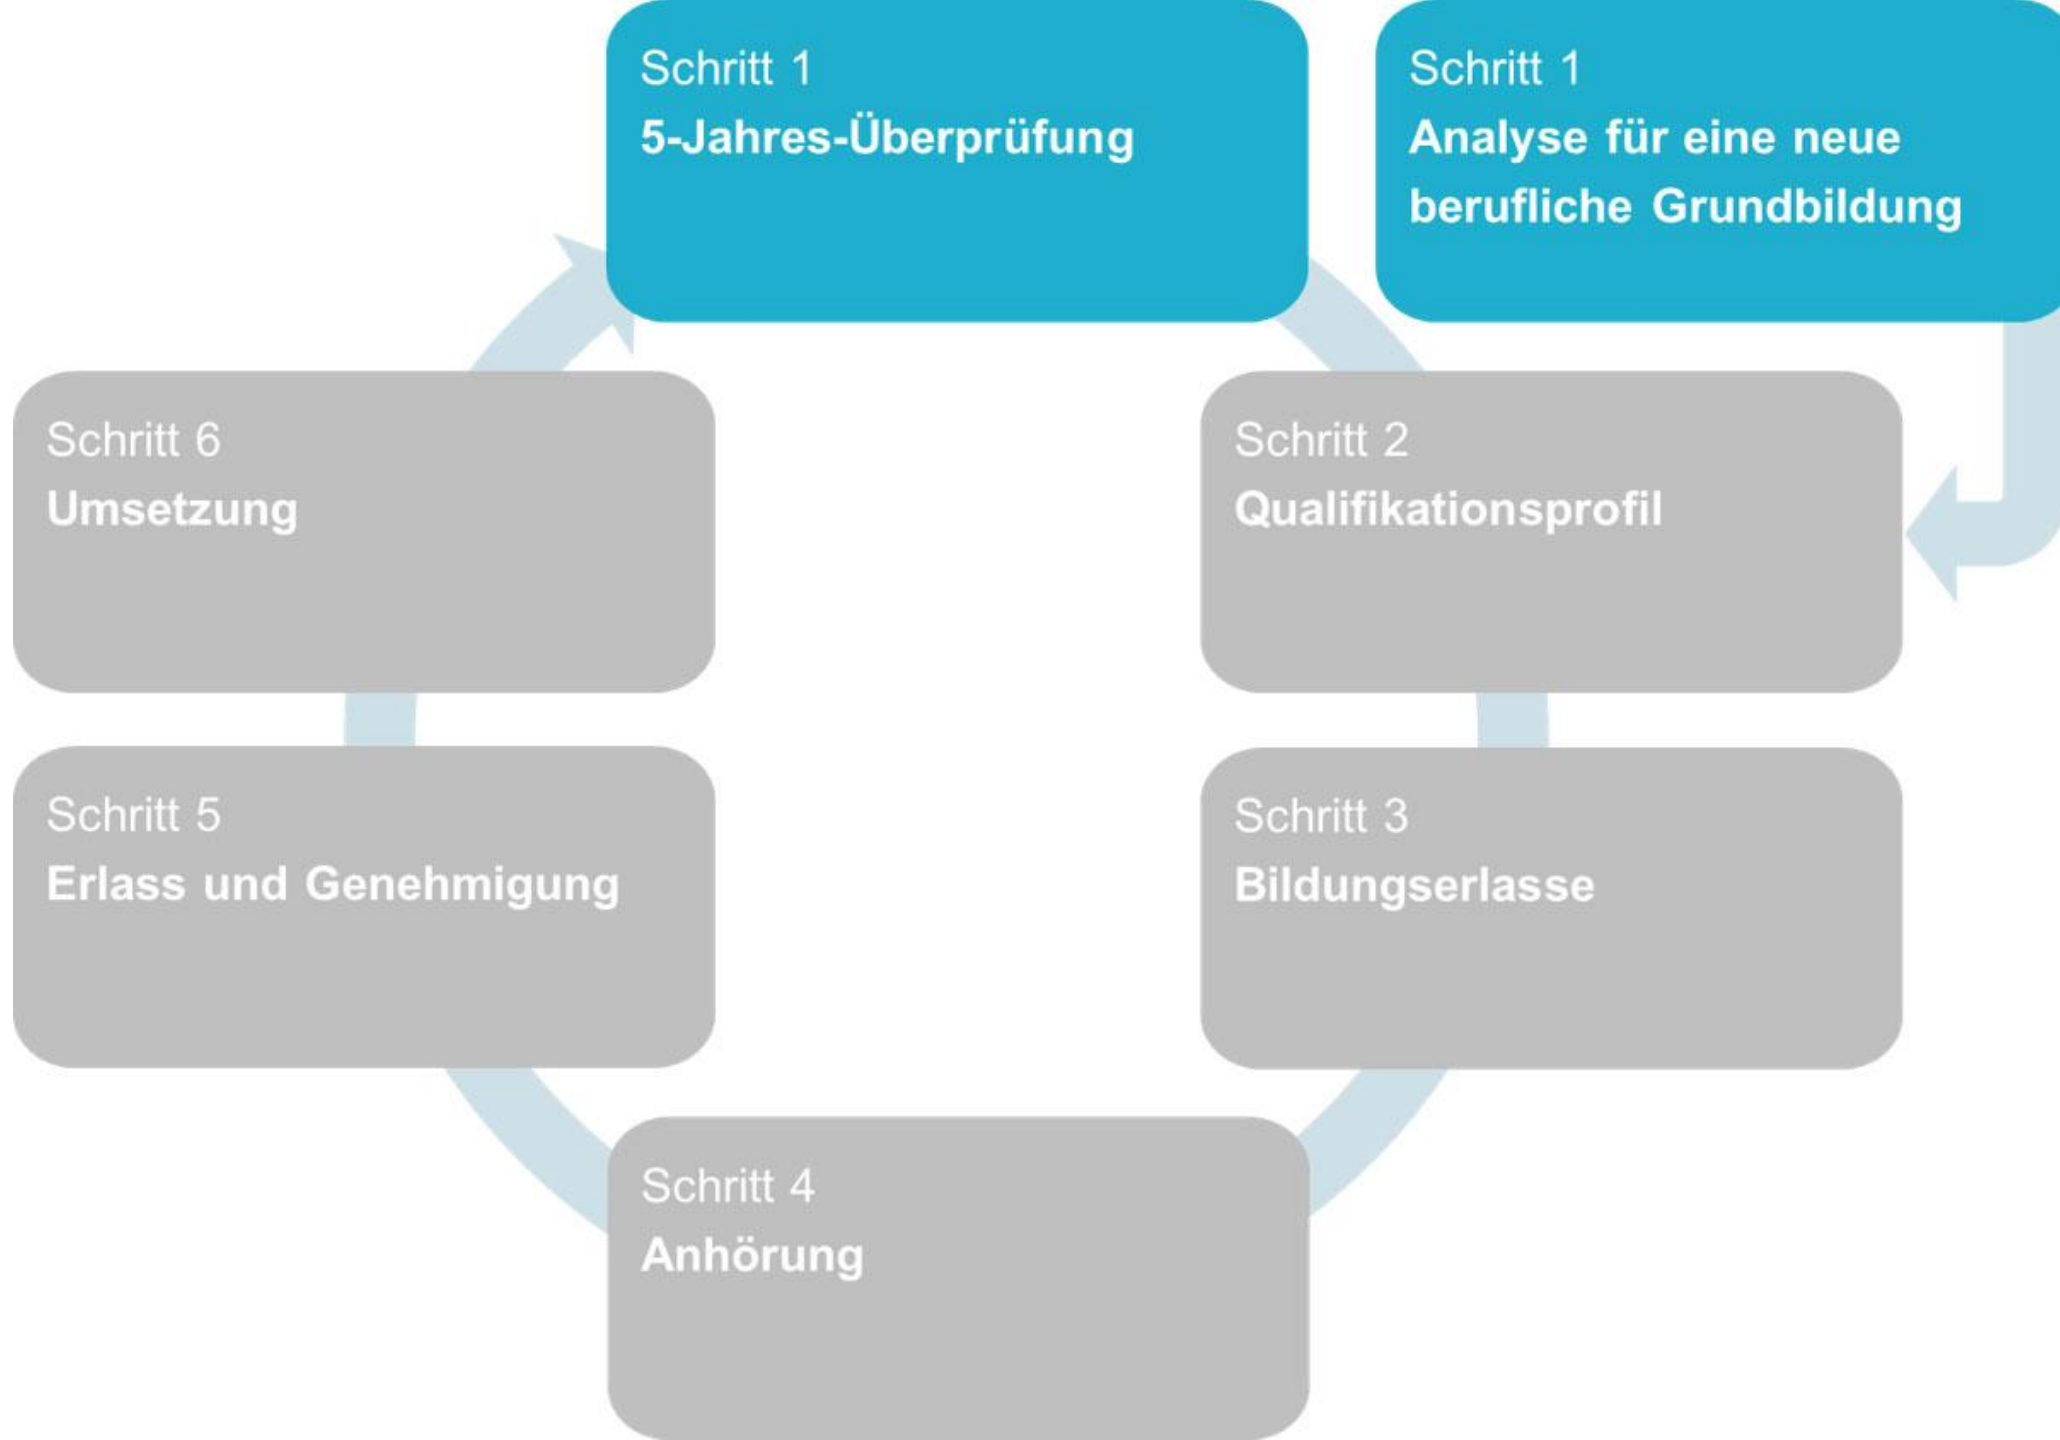 Schritt 1
5-Jahres-Überprüfung
Schritt 1
Analyse für eine neue
berufliche Grundbildung
Schritt 6
Umsetzung
Schritt 2
Qualifikationsprofil
Schritt 5
Erlass und Genehmigung
Schritt 3
Bildungserlasse
Schritt 4
Anhörung